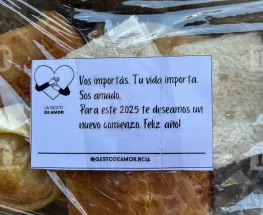 Vos importás. Tu vida importa.
Sos amado.
Para este 2025 te deseamos un
nuevo comienzo. Feliz año!
UN GESTO
DE AMOR
@GESTODEAMOR.RCIA